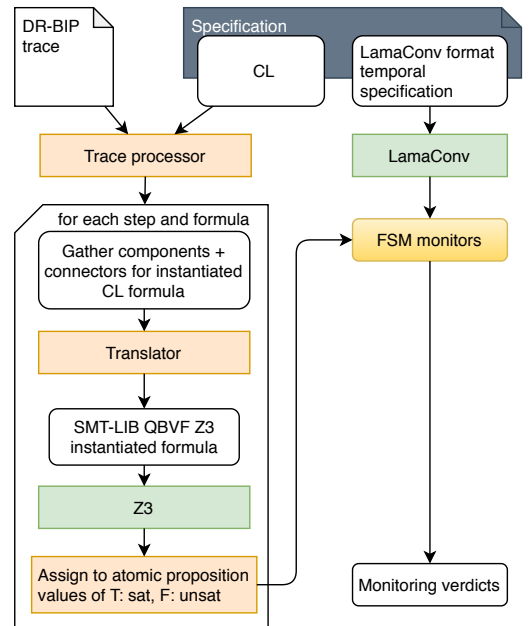 DR-BIP
trace
Specification
CL
LamaConv format
temporal
specification
Trace processor
LamaConv
for each step and formula
Gather components +
connectors for instantiated
CL formula
FSM monitors
Translator
SMT-LIB QBVF Z3
instantiated formula
Z3
Assign to atomic proposition
values of T: sat, F: unsat
Monitoring verdicts